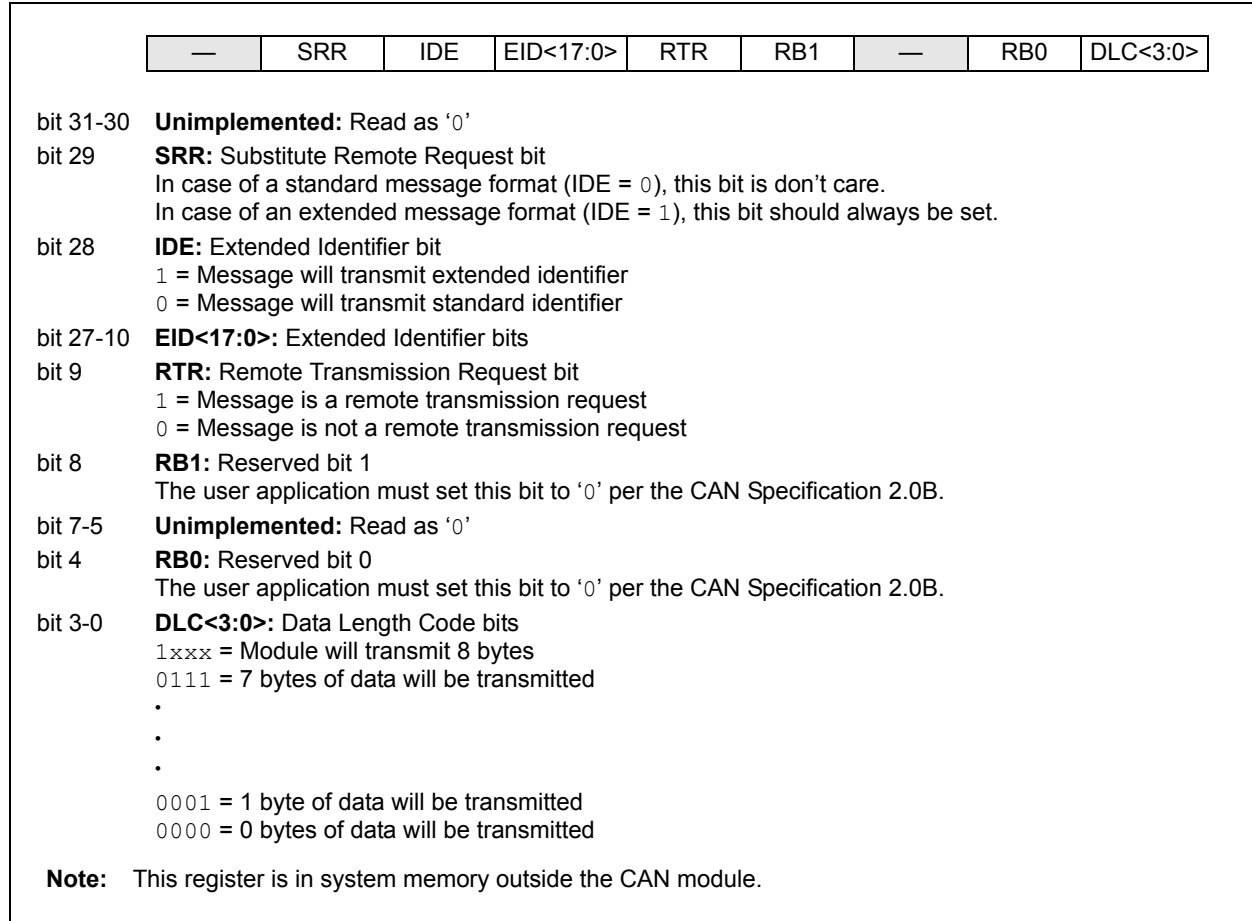 — SRR IDE EID<17:0> RTR RB1 — RB0 DLC<3:0>
bit 31-30 Unimplemented: Read as ‘0’
bit 29 SRR: Substitute Remote Request bit
In case of a standard message format (IDE = 0), this bit is don’t care.
In case of an extended message format (IDE = 1), this bit should always be set.
bit 28 IDE: Extended Identifier bit
1 = Message will transmit extended identifier
0 = Message will transmit standard identifier
bit 27-10 EID<17:0>: Extended Identifier bits
bit 9 RTR: Remote Transmission Request bit
1 = Message is a remote transmission request
0 = Message is not a remote transmission request
bit 8 RB1: Reserved bit 1
The user application must set this bit to ‘0’ per the CAN Specification 2.0B.
bit 7-5 Unimplemented: Read as ‘0’
bit 4 RB0: Reserved bit 0
The user application must set this bit to ‘0’ per the CAN Specification 2.0B.
bit 3-0 DLC<3:0>: Data Length Code bits
1xxx = Module will transmit 8 bytes
0111 = 7 bytes of data will be transmitted
•
•
•
0001 = 1 byte of data will be transmitted
0000 = 0 bytes of data will be transmitted
Note: This register is in system memory outside the CAN module.